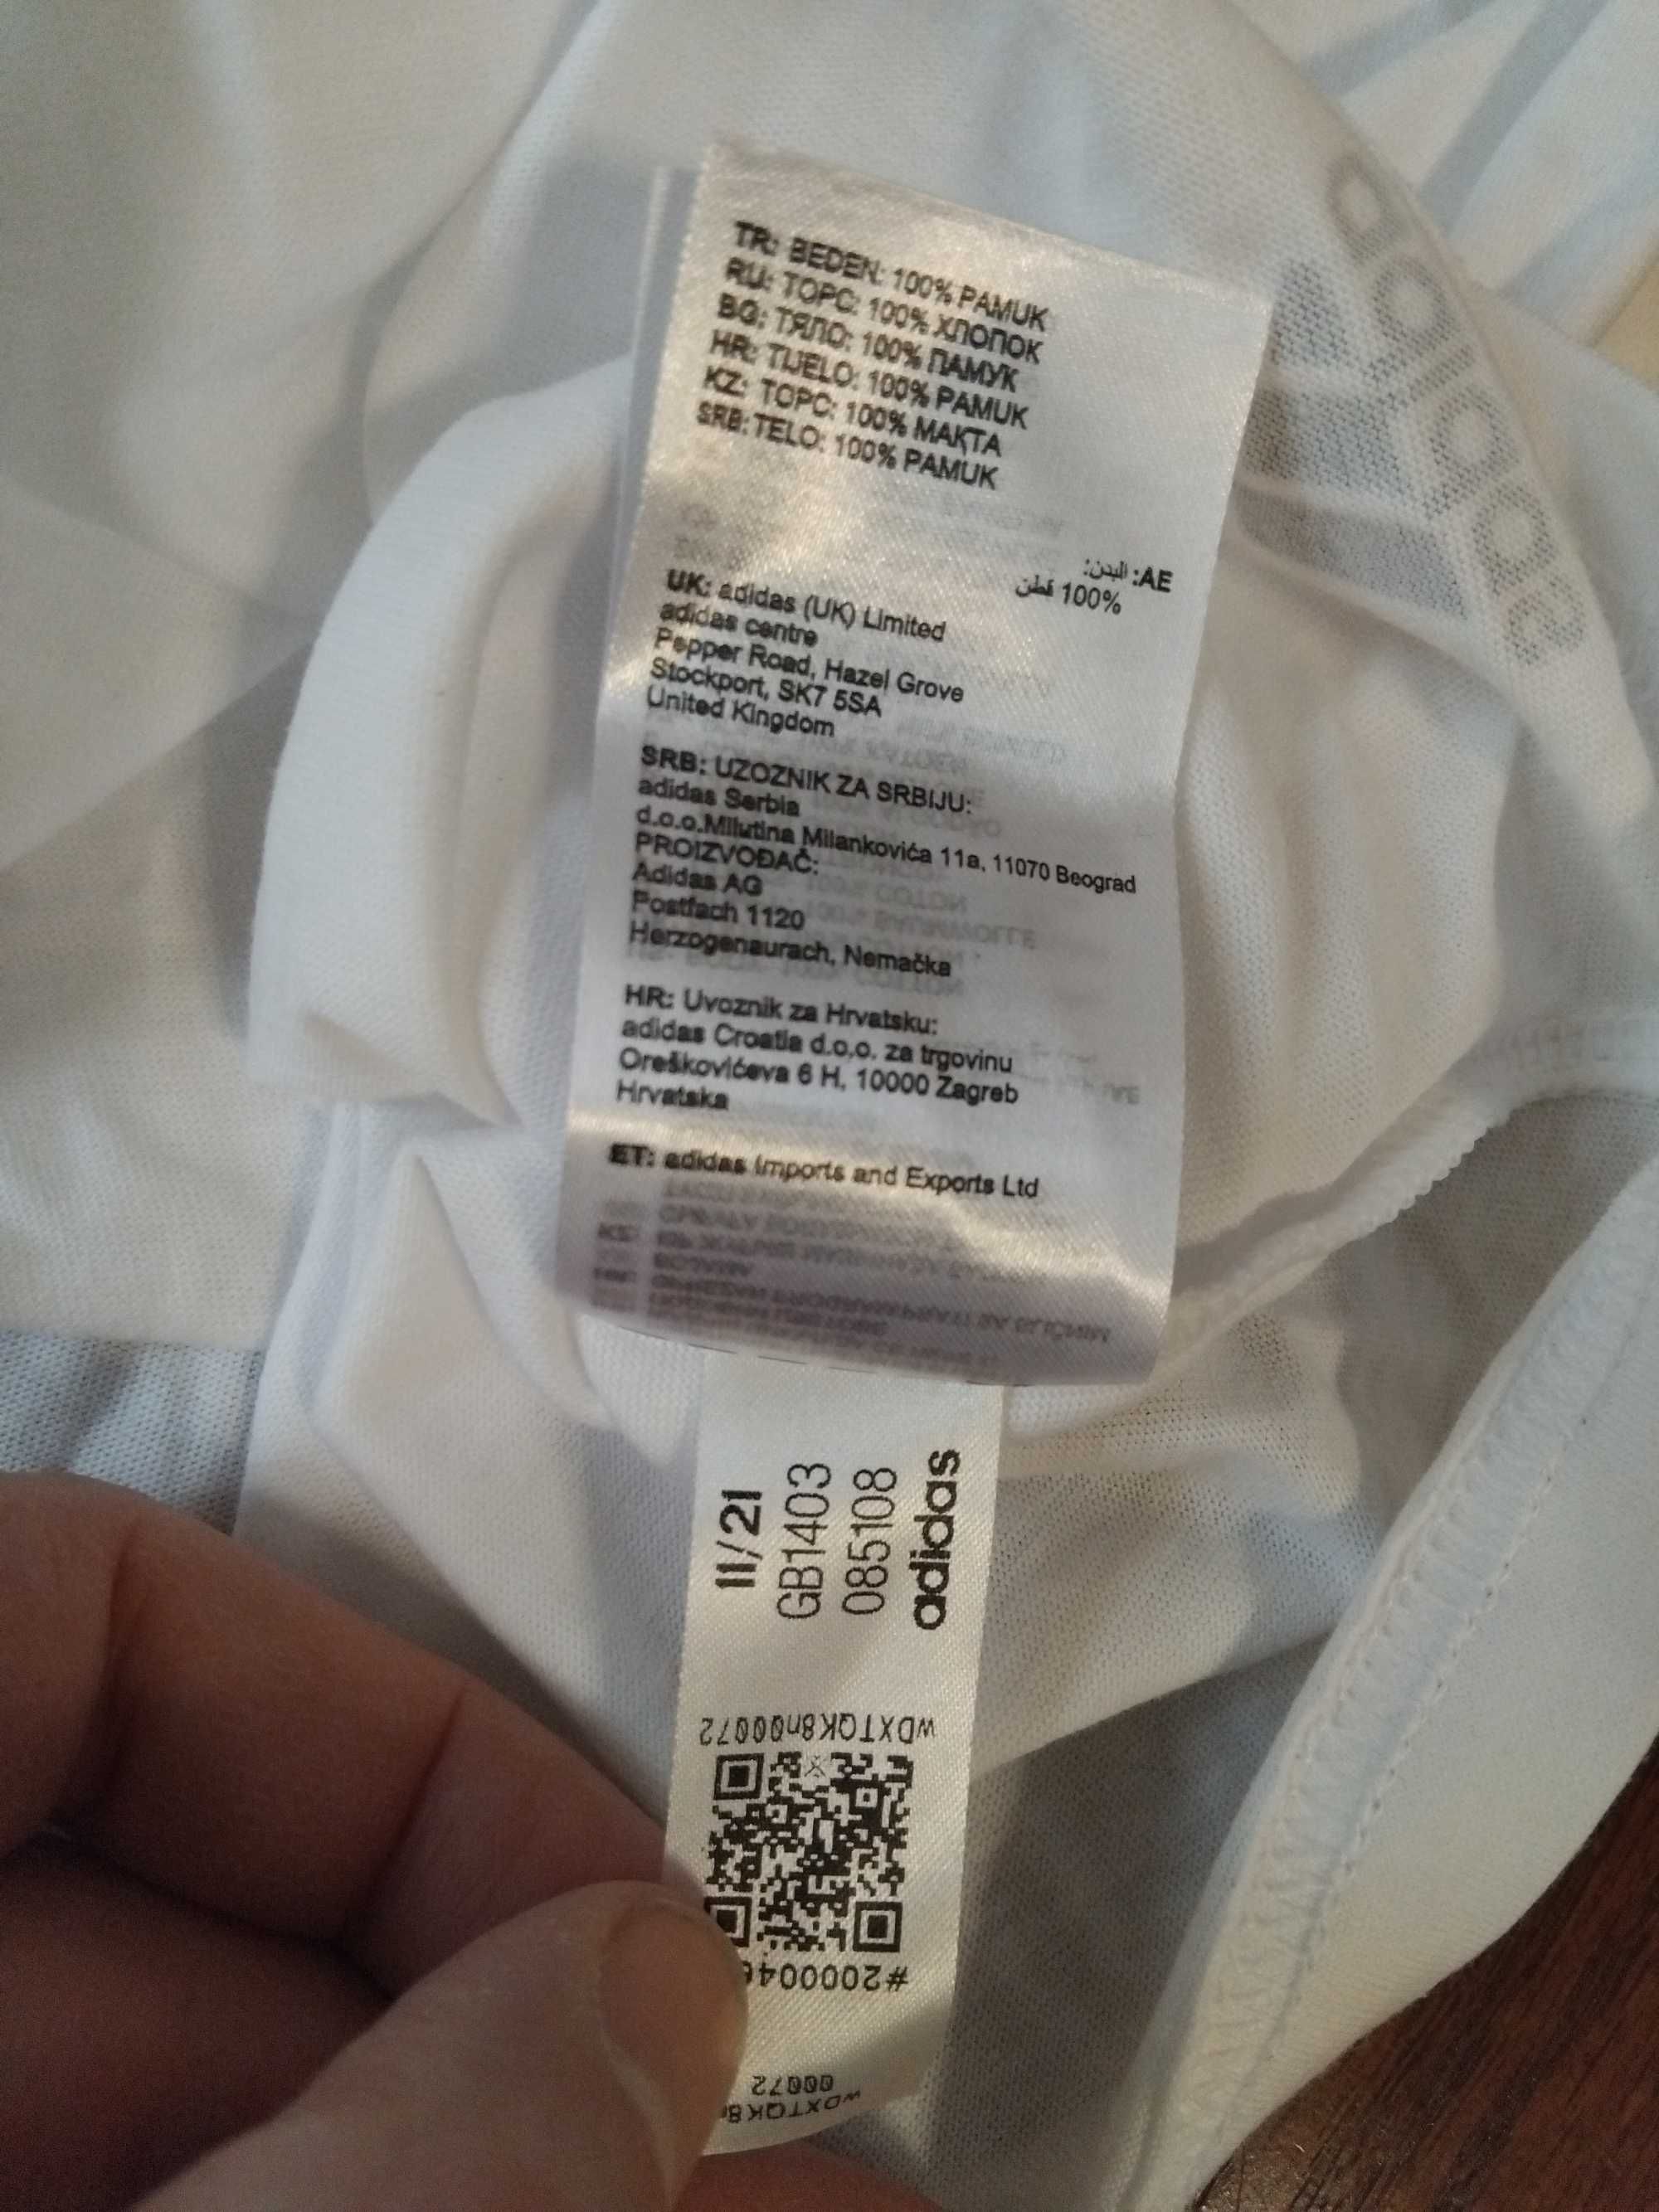 TR: BEDEN: 100% PAMUK
RU: ТОРС: 100% ХЛОПОК
BG: ТЯЛО: 100% ПАМУК
HR: TIJELO: 100% PAMUK
KZ: ТОРС: 100% МАҚТА
SRB: TELO: 100% PAMUK
AE: البدن:
100% قطن
UK: adidas (UK) Limited
adidas centre
Pepper Road, Hazel Grove
Stockport, SK7 5SA
United Kingdom
SRB: UZOZNIK ZA SRBIJU:
adidas Serbia
d.o.o.Milutina Milankovića 11a, 11070 Beograd
PROIZVOĐAČ:
Adidas AG
Postfach 1120
Herzogenaurach, Nemačka
HR: Uvoznik za Hrvatsku:
adidas Croatia d.o.o. za trgovinu
Oreškovićeva 6 H, 10000 Zagreb
Hrvatska
ET: adidas Imports and Exports Ltd
11/21
GB1403
085108
adidas
WDXTQK8n00072
#200004
WDXTQK8n
00072
adidas